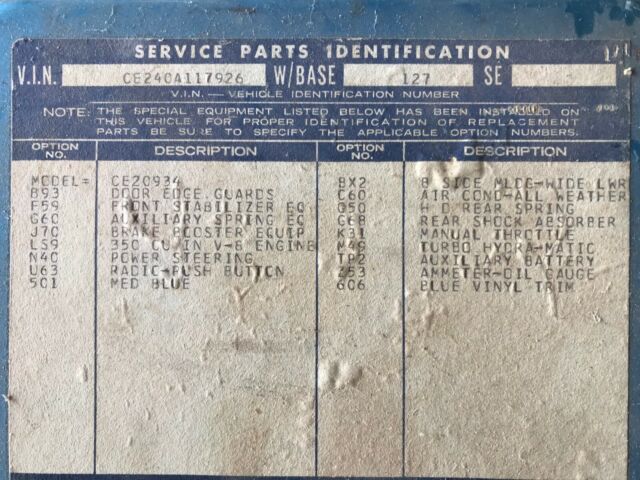 SERVICE PARTS IDENTIFICATION
V.I.N. CE240A117926 W/BASE 127 SE
V.I.N. — VEHICLE IDENTIFICATION NUMBER
NOTE: THE SPECIAL EQUIPMENT LISTED BELOW HAS BEEN INSTALLED ON
THIS VEHICLE FOR PROPER IDENTIFICATION OF REPLACEMENT
PARTS BE SURE TO SPECIFY THE APPLICABLE OPTION NUMBERS.
OPTION NO. DESCRIPTION OPTION NO. DESCRIPTION
MODEL= CE20934 BX2 B SIDE MLDG-WIDE LWR
B93 DOOR EDGE GUARDS C60 AIR COND-ALL WEATHER
F59 FRONT STABILIZER EQ G50 H D REAR SPRING
G60 AUXILIARY SPRING EQ G68 REAR SHOCK ABSORBER
J70 BRAKE BOOSTER EQUIP K31 MANUAL THROTTLE
LS9 350 CU IN V-8 ENGINE M49 TURBO HYDRA-MATIC
N40 POWER STEERING TP2 AUXILIARY BATTERY
U63 RADIO-PUSH BUTTON Z53 AMMETER-OIL GAUGE
501 MED BLUE 606 BLUE VINYL TRIM